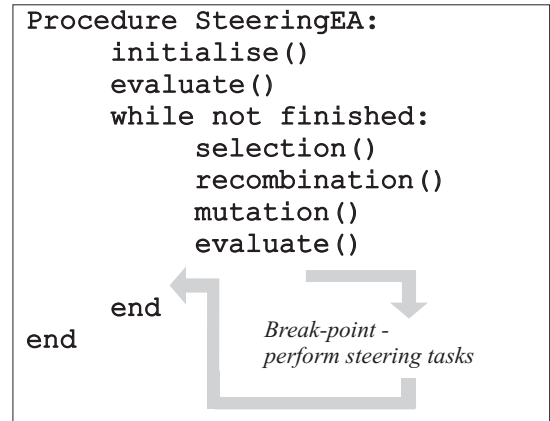 Procedure SteeringEA:
initialise()
evaluate()
while not finished:
selection()
recombination()
mutation()
evaluate()
end
end
Break-point -
perform steering tasks